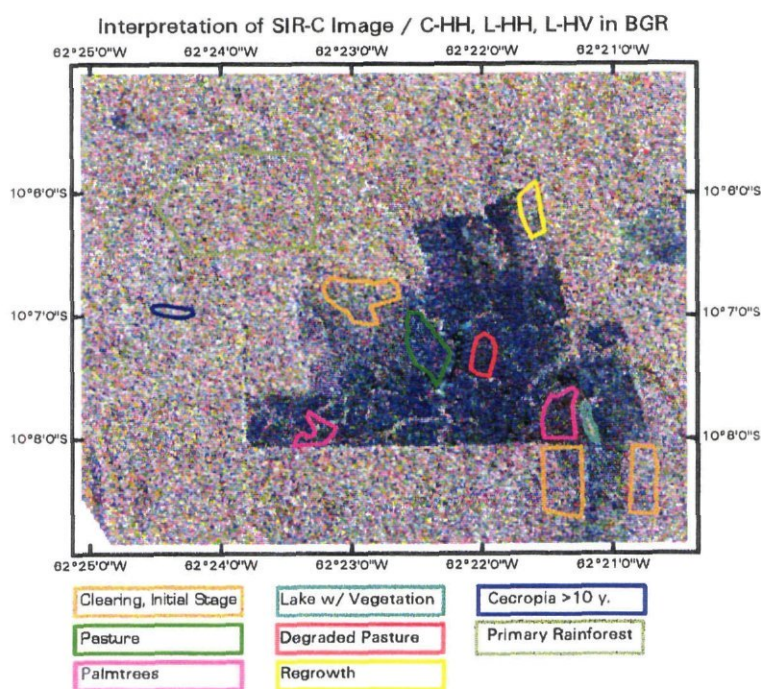 Interpretation of SIR-C Image / C-HH, L-HH, L-HV in BGR
62°25'0"W 62°24'0"W 62°23'0"W 62°22'0"W 62°21'0"W
10°6'0"S 10°6'0"S
10°7'0"S 10°7'0"S
10°8'0"S 10°8'0"S
62°25'0"W 62°24'0"W 62°23'0"W 62°22'0"W 62°21'0"W
Clearing, Initial Stage Lake w/ Vegetation Cecropia >10 y.
Pasture Degraded Pasture Primary Rainforest
Palmtrees Regrowth